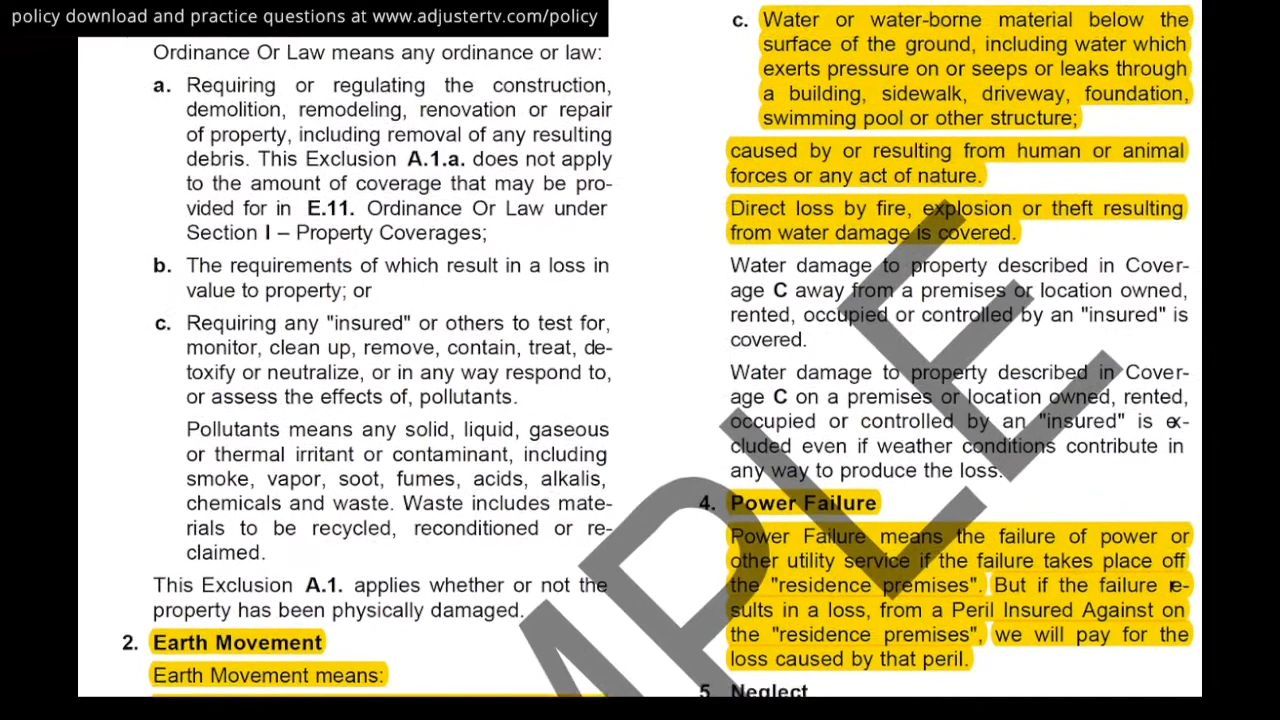 policy download and practice questions at www.adjustertv.com/policy
Ordinance Or Law means any ordinance or law:
a. Requiring or regulating the construction,
demolition, remodeling, renovation or repair
of property, including removal of any resulting
debris. This Exclusion A.1.a. does not apply
to the amount of coverage that may be pro-
vided for in E.11. Ordinance Or Law under
Section I – Property Coverages;
b. The requirements of which result in a loss in
value to property; or
c. Requiring any "insured" or others to test for,
monitor, clean up, remove, contain, treat, de-
toxify or neutralize, or in any way respond to,
or assess the effects of, pollutants.
Pollutants means any solid, liquid, gaseous
or thermal irritant or contaminant, including
smoke, vapor, soot, fumes, acids, alkalis,
chemicals and waste. Waste includes mate-
rials to be recycled, reconditioned or re-
claimed.
This Exclusion A.1. applies whether or not the
property has been physically damaged.
2. Earth Movement
Earth Movement means:
c. Water or water-borne material below the
surface of the ground, including water which
exerts pressure on or seeps or leaks through
a building, sidewalk, driveway, foundation,
swimming pool or other structure;
caused by or resulting from human or animal
forces or any act of nature.
Direct loss by fire, explosion or theft resulting
from water damage is covered.
Water damage to property described in Cover-
age C away from a premises or location owned,
rented, occupied or controlled by an "insured" is
covered.
Water damage to property described in Cover-
age C on a premises or location owned, rented,
occupied or controlled by an "insured" is ex-
cluded even if weather conditions contribute in
any way to produce the loss.
4. Power Failure
Power Failure means the failure of power or
other utility service if the failure takes place off
the "residence premises". But if the failure re-
sults in a loss, from a Peril Insured Against on
the "residence premises", we will pay for the
loss caused by that peril.
5. Neglect
MPLE